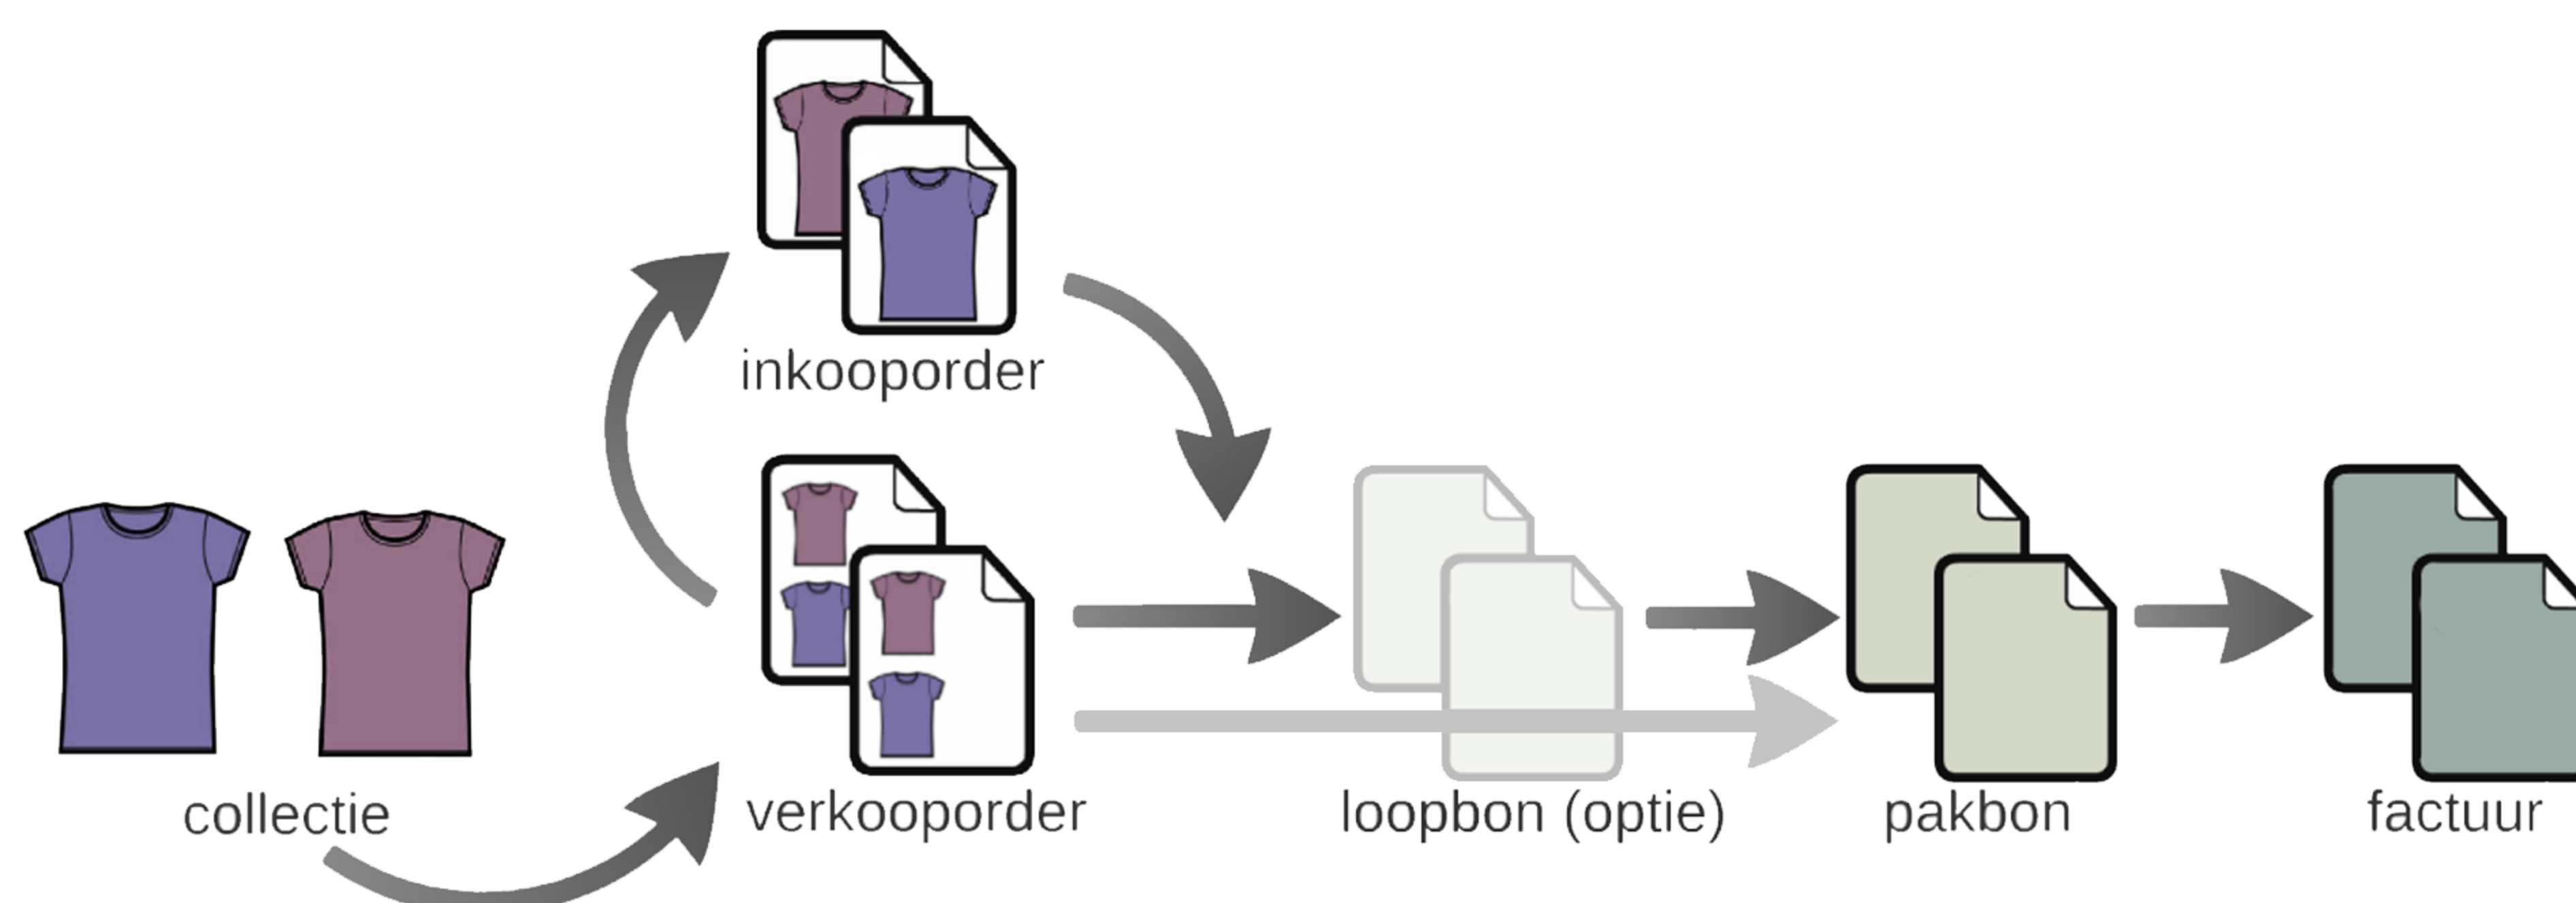 inkooporder
collectie
verkooporder
loopbon (optie)
pakbon
factuur